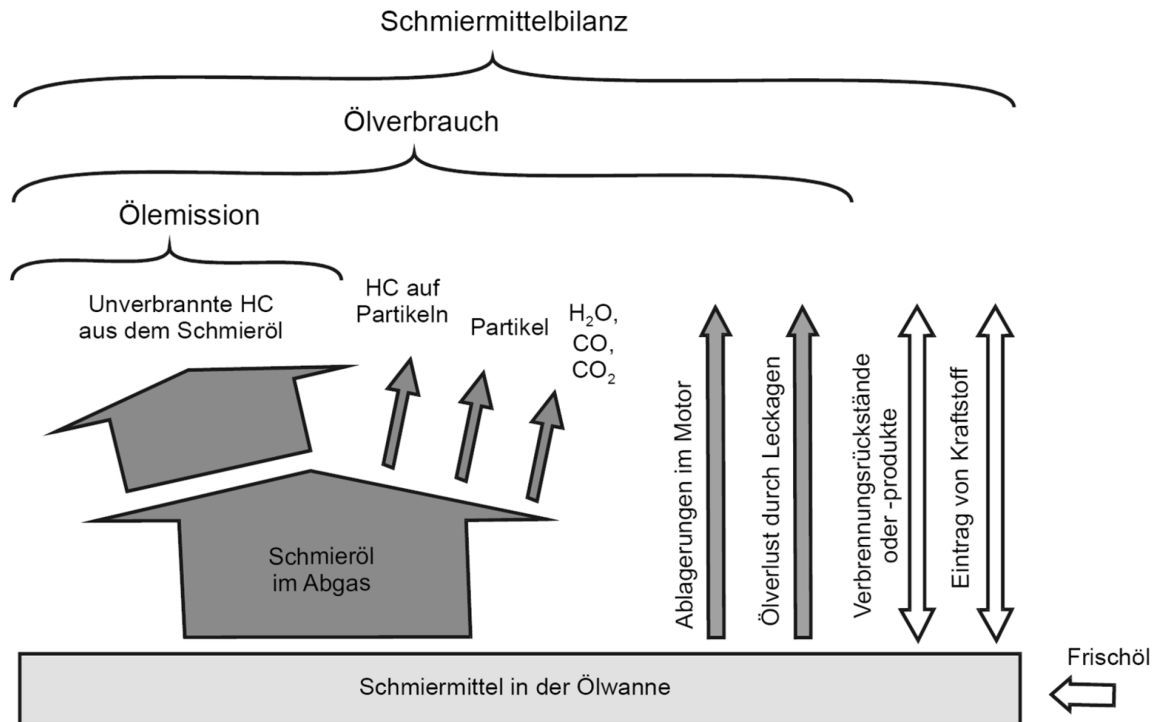 Schmiermittelbilanz
Ölverbrauch
Ölemission
Unverbrannte HC
aus dem Schmieröl
HC auf
Partikeln
Partikel
H₂O,
CO,
CO₂
Schmieröl
im Abgas
Ablagerungen im Motor
Ölverlust durch Leckagen
Verbrennungsrückstände
oder -produkte
Eintrag von Kraftstoff
Frischöl
Schmiermittel in der Ölwanne